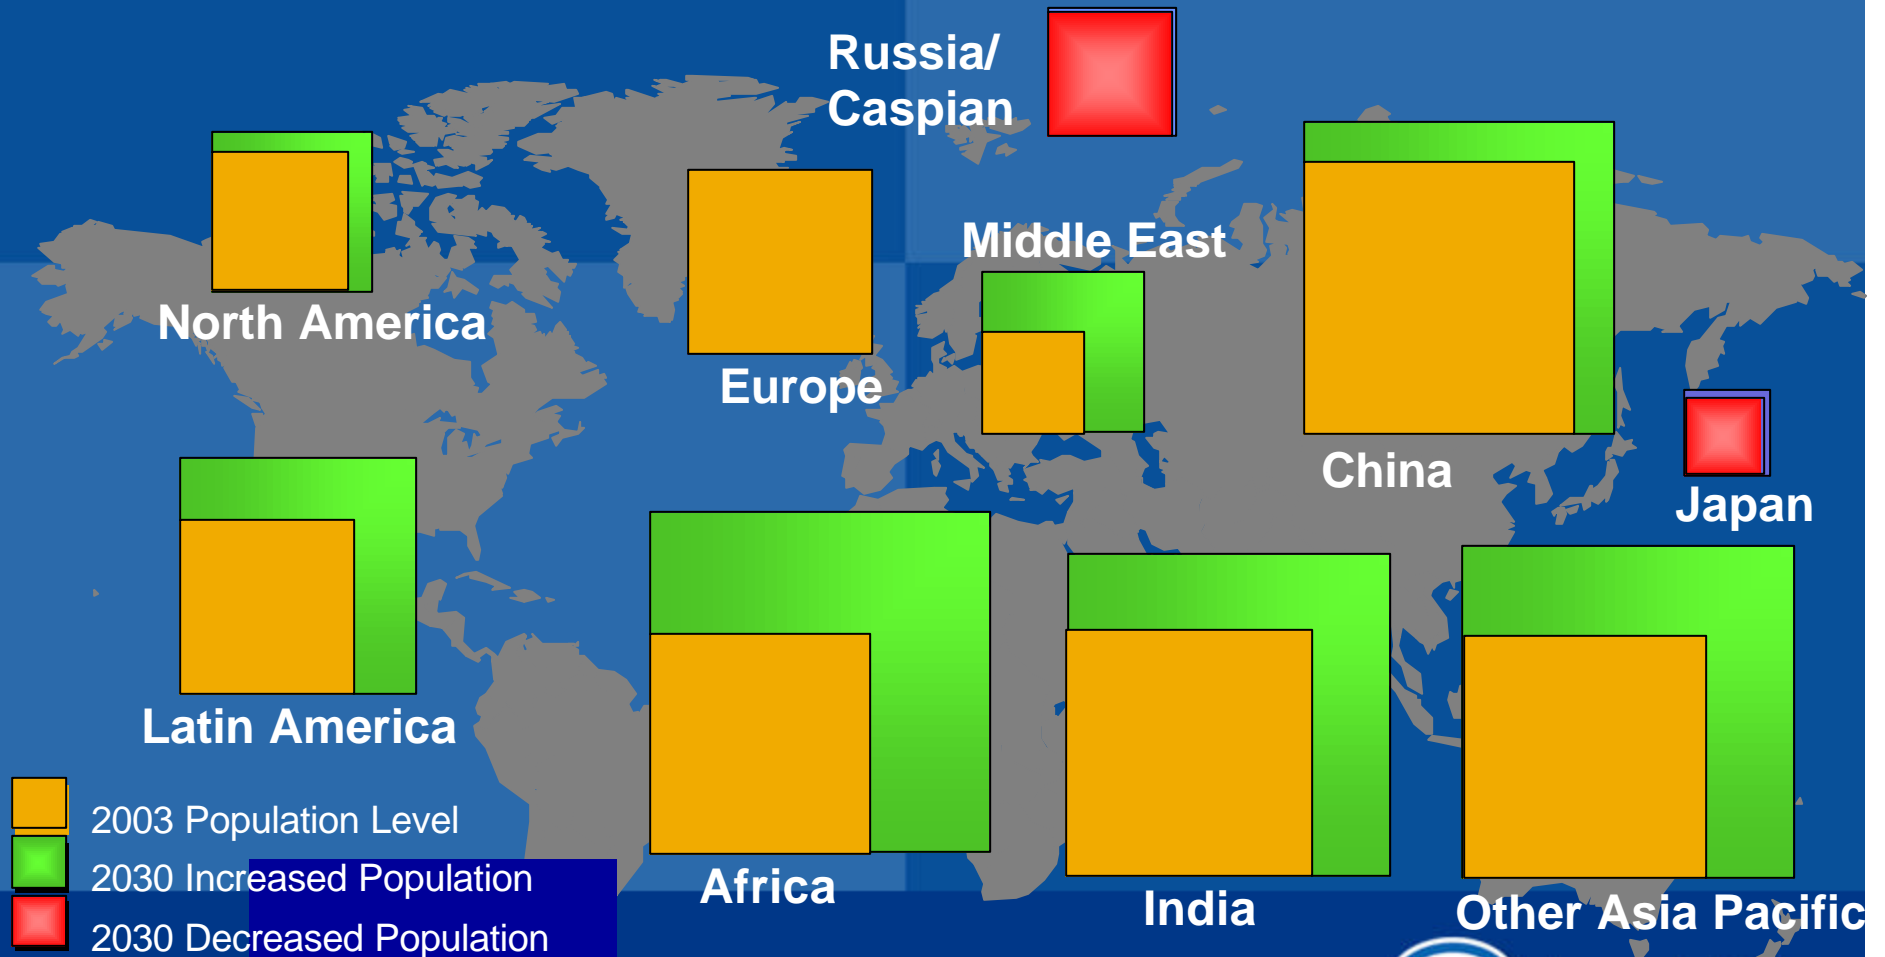 Russia/
Caspian
North America
Europe
Middle East
China
Japan
Latin America
Africa
India
Other Asia Pacific
2003 Population Level
2030 Increased Population
2030 Decreased Population